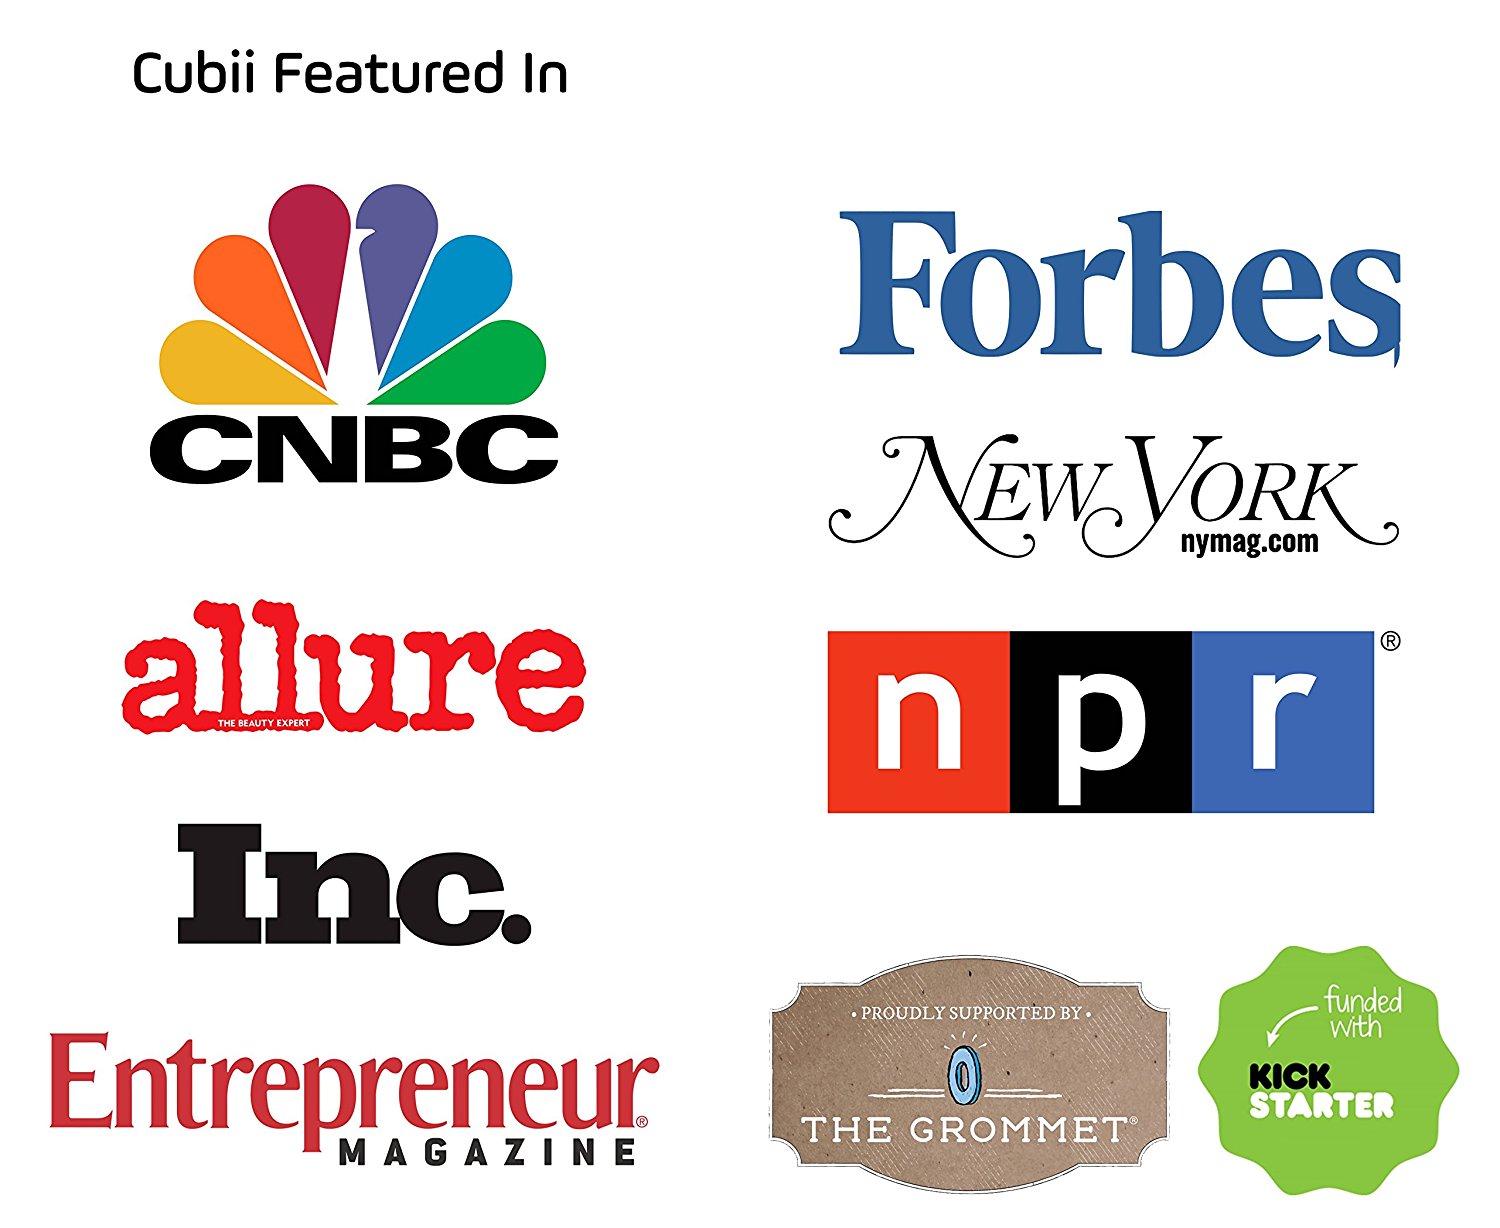 Cubii Featured In
CNBC
allure
THE BEAUTY EXPERT
Inc.
Entrepreneur®
MAGAZINE
Forbes
NEW YORK
nymag.com
npr®
• PROUDLY SUPPORTED BY •
THE GROMMET®
funded
with
KICK
STARTER